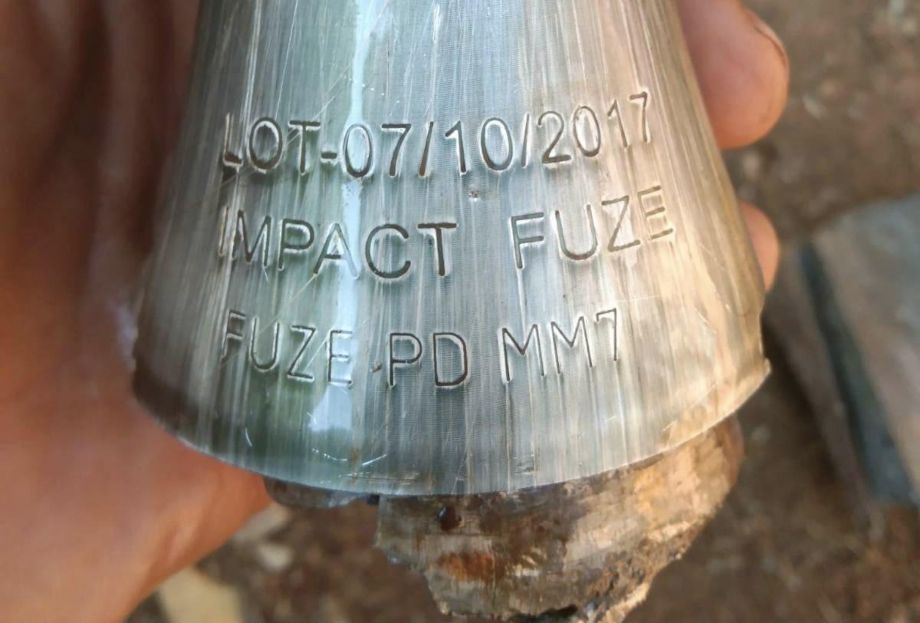 LOT-07/10/2017
IMPACT FUZE
FUZE PD MM7